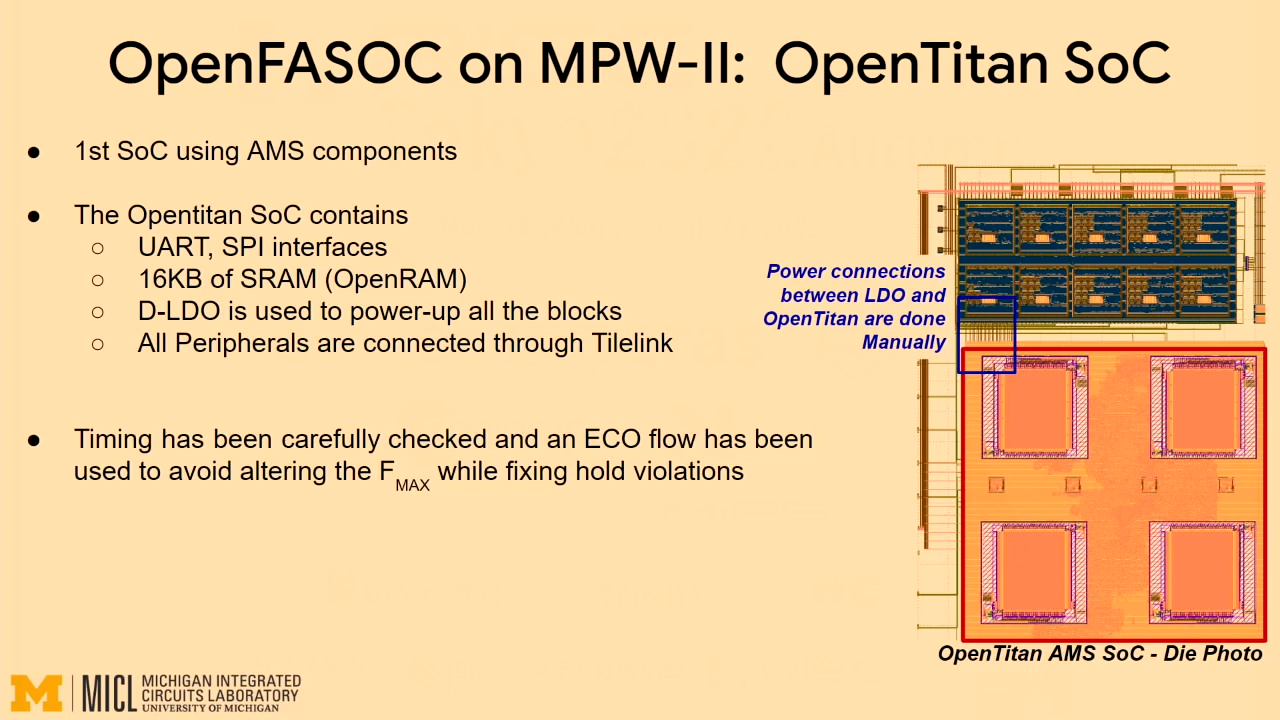 OpenFASOC on MPW-II: OpenTitan SoC
● 1st SoC using AMS components
● The Opentitan SoC contains
○ UART, SPI interfaces
○ 16KB of SRAM (OpenRAM)
○ D-LDO is used to power-up all the blocks
○ All Peripherals are connected through Tilelink
● Timing has been carefully checked and an ECO flow has been
used to avoid altering the FMAX while fixing hold violations
Power connections
between LDO and
OpenTitan are done
Manually
OpenTitan AMS SoC - Die Photo
M MICL
MICHIGAN INTEGRATED
CIRCUITS LABORATORY
UNIVERSITY OF MICHIGAN